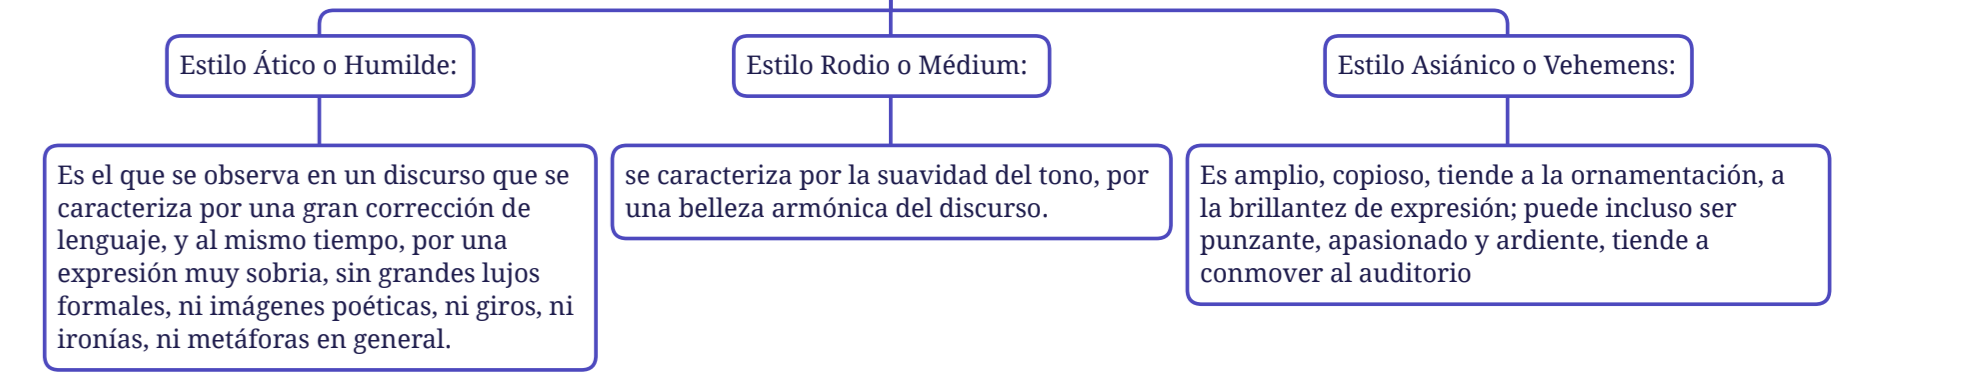 Estilo Ático o Humilde:
Estilo Rodio o Médium:
Estilo Asiánico o Vehemens:
Es el que se observa en un discurso que se
caracteriza por una gran corrección de
lenguaje, y al mismo tiempo, por una
expresión muy sobria, sin grandes lujos
formales, ni imágenes poéticas, ni giros, ni
ironías, ni metáforas en general.
se caracteriza por la suavidad del tono, por
una belleza armónica del discurso.
Es amplio, copioso, tiende a la ornamentación, a
la brillantez de expresión; puede incluso ser
punzante, apasionado y ardiente, tiende a
conmover al auditorio